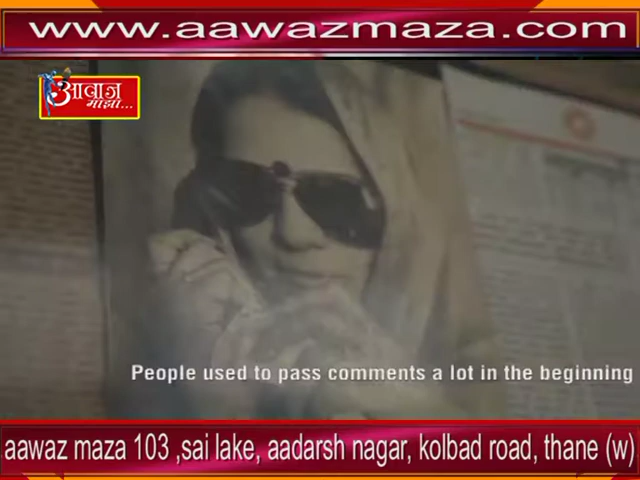 www.aawazmaza.com
आवाज
माझा...
People used to pass comments a lot in the beginning
aawaz maza 103 ,sai lake, aadarsh nagar, kolbad road, thane (w)